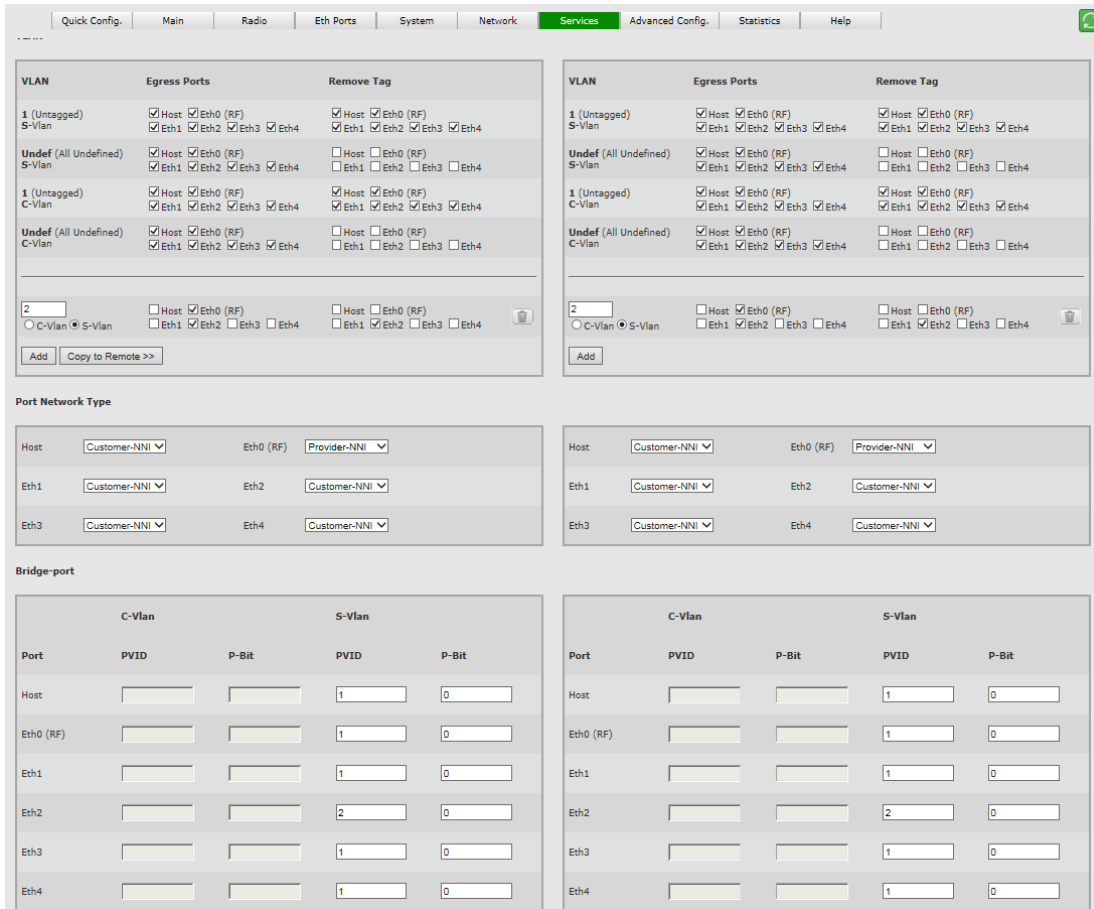 Quick Config. Main Radio Eth Ports System Network Services Advanced Config. Statistics Help
VLAN Egress Ports Remove Tag VLAN Egress Ports Remove Tag
1 (Untagged) Host Eth0 (RF) Host Eth0 (RF) 1 (Untagged) Host Eth0 (RF) Host Eth0 (RF)
S-Vlan Eth1 Eth2 Eth3 Eth4 Eth1 Eth2 Eth3 Eth4 S-Vlan Eth1 Eth2 Eth3 Eth4 Eth1 Eth2 Eth3 Eth4
Undef (All Undefined) Host Eth0 (RF) Host Eth0 (RF) Undef (All Undefined) Host Eth0 (RF) Host Eth0 (RF)
S-Vlan Eth1 Eth2 Eth3 Eth4 Eth1 Eth2 Eth3 Eth4 S-Vlan Eth1 Eth2 Eth3 Eth4 Eth1 Eth2 Eth3 Eth4
1 (Untagged) Host Eth0 (RF) Host Eth0 (RF) 1 (Untagged) Host Eth0 (RF) Host Eth0 (RF)
C-Vlan Eth1 Eth2 Eth3 Eth4 Eth1 Eth2 Eth3 Eth4 C-Vlan Eth1 Eth2 Eth3 Eth4 Eth1 Eth2 Eth3 Eth4
Undef (All Undefined) Host Eth0 (RF) Host Eth0 (RF) Undef (All Undefined) Host Eth0 (RF) Host Eth0 (RF)
C-Vlan Eth1 Eth2 Eth3 Eth4 Eth1 Eth2 Eth3 Eth4 C-Vlan Eth1 Eth2 Eth3 Eth4 Eth1 Eth2 Eth3 Eth4
2 Host Eth0 (RF) Host Eth0 (RF) 2 Host Eth0 (RF) Host Eth0 (RF)
C-Vlan S-Vlan Eth1 Eth2 Eth3 Eth4 Eth1 Eth2 Eth3 Eth4 C-Vlan S-Vlan Eth1 Eth2 Eth3 Eth4 Eth1 Eth2 Eth3 Eth4
Add Copy to Remote >> Add
Port Network Type
Host Customer-NNI Eth0 (RF) Provider-NNI Host Customer-NNI Eth0 (RF) Provider-NNI
Eth1 Customer-NNI Eth2 Customer-NNI Eth1 Customer-NNI Eth2 Customer-NNI
Eth3 Customer-NNI Eth4 Customer-NNI Eth3 Customer-NNI Eth4 Customer-NNI
Bridge-port
C-Vlan S-Vlan C-Vlan S-Vlan
Port PVID P-Bit PVID P-Bit Port PVID P-Bit PVID P-Bit
Host 1 0 Host 1 0
Eth0 (RF) 1 0 Eth0 (RF) 1 0
Eth1 1 0 Eth1 1 0
Eth2 2 0 Eth2 2 0
Eth3 1 0 Eth3 1 0
Eth4 1 0 Eth4 1 0